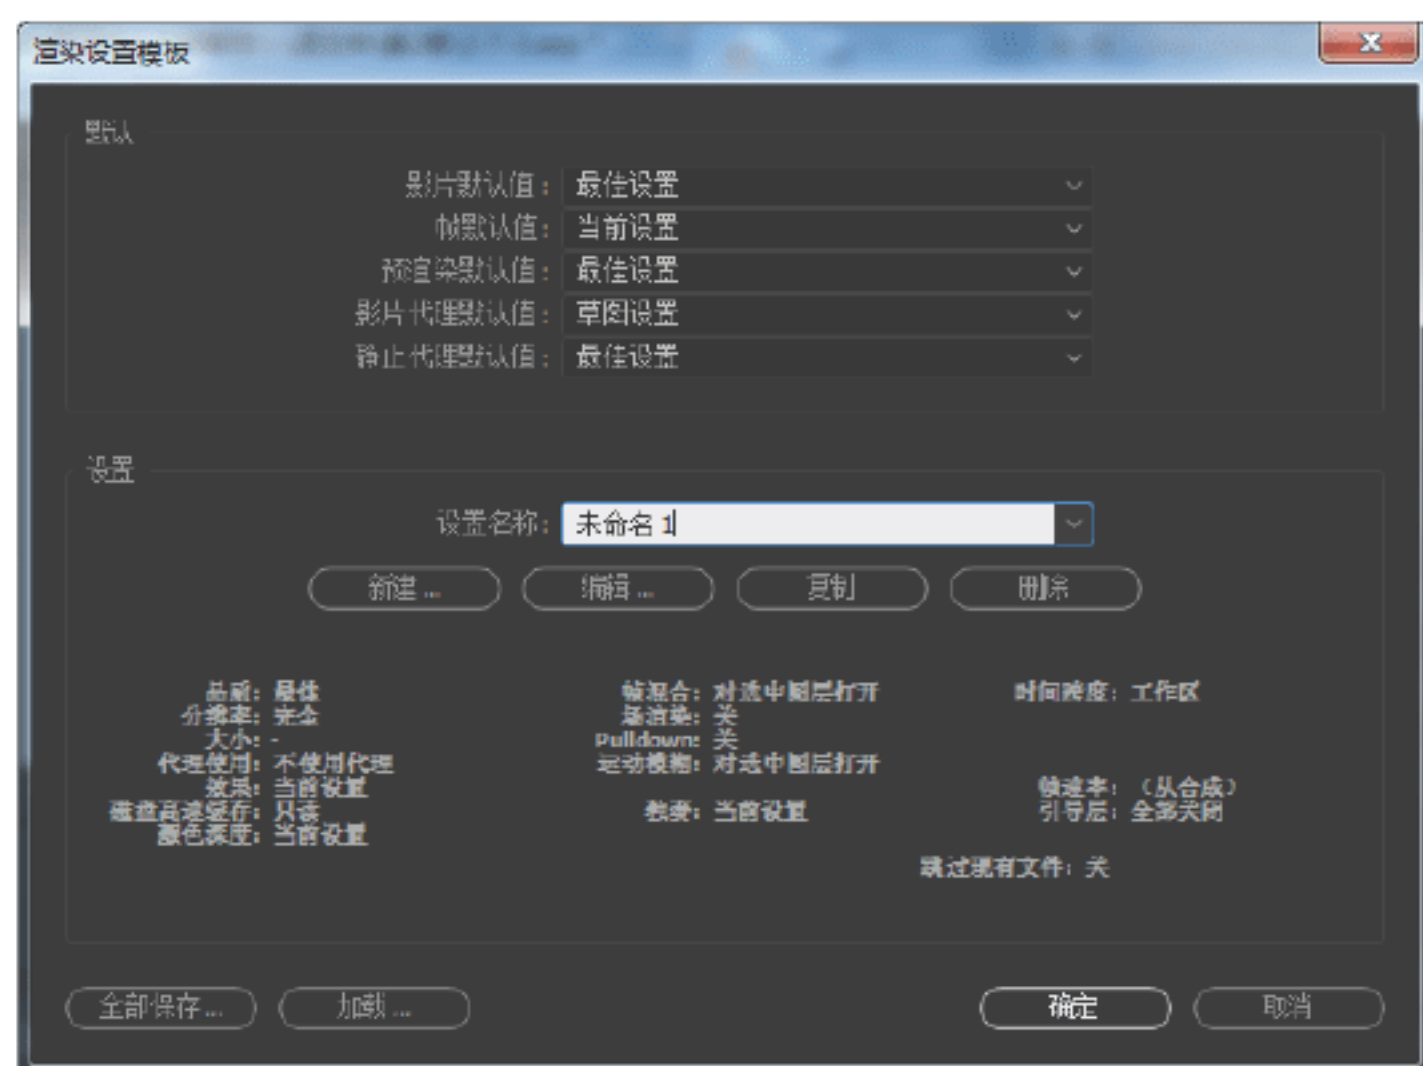 渲染设置模板
默认
影片默认值： 最佳设置
帧默认值： 当前设置
预渲染默认值： 最佳设置
影片代理默认值： 草图设置
静止代理默认值： 最佳设置
设置
设置名称： 未命名 1
新建... 编辑... 复制 删除
品质：最佳 帧混合：对选中图层打开 时间跨度：工作区
分辨率：完全 场渲染：关
大小：- Pulldown：关
代理使用：不使用代理 运动模糊：对选中图层打开
效果：当前设置 帧速率：（从合成）
磁盘高速缓存：只读 独奏：当前设置 引导层：全部关闭
颜色深度：当前设置
跳过现有文件：关
全部保存... 加载... 确定 取消